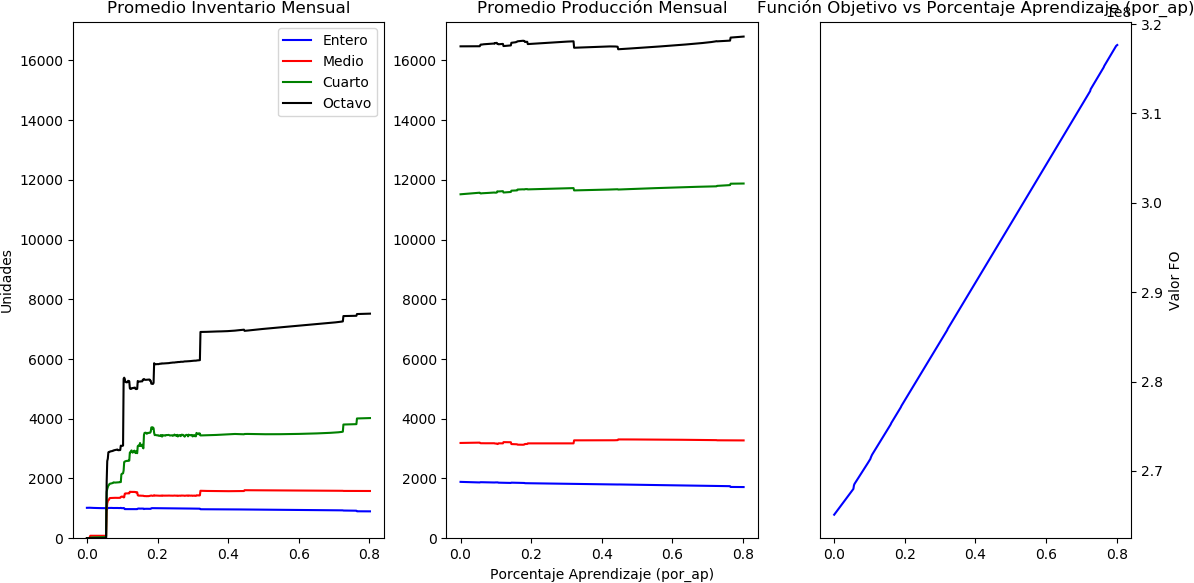 Promedio Inventario Mensual
Promedio Producción Mensual
Función Objetivo vs Porcentaje Aprendizaje (por_ap)
1e8
Entero
Medio
Cuarto
Octavo
Unidades
16000
14000
12000
10000
8000
6000
4000
2000
0
0.0 0.2 0.4 0.6 0.8
16000
14000
12000
10000
8000
6000
4000
2000
0
0.0 0.2 0.4 0.6 0.8
Porcentaje Aprendizaje (por_ap)
3.2
3.1
3.0
2.9
2.8
2.7
Valor FO
0.0 0.2 0.4 0.6 0.8